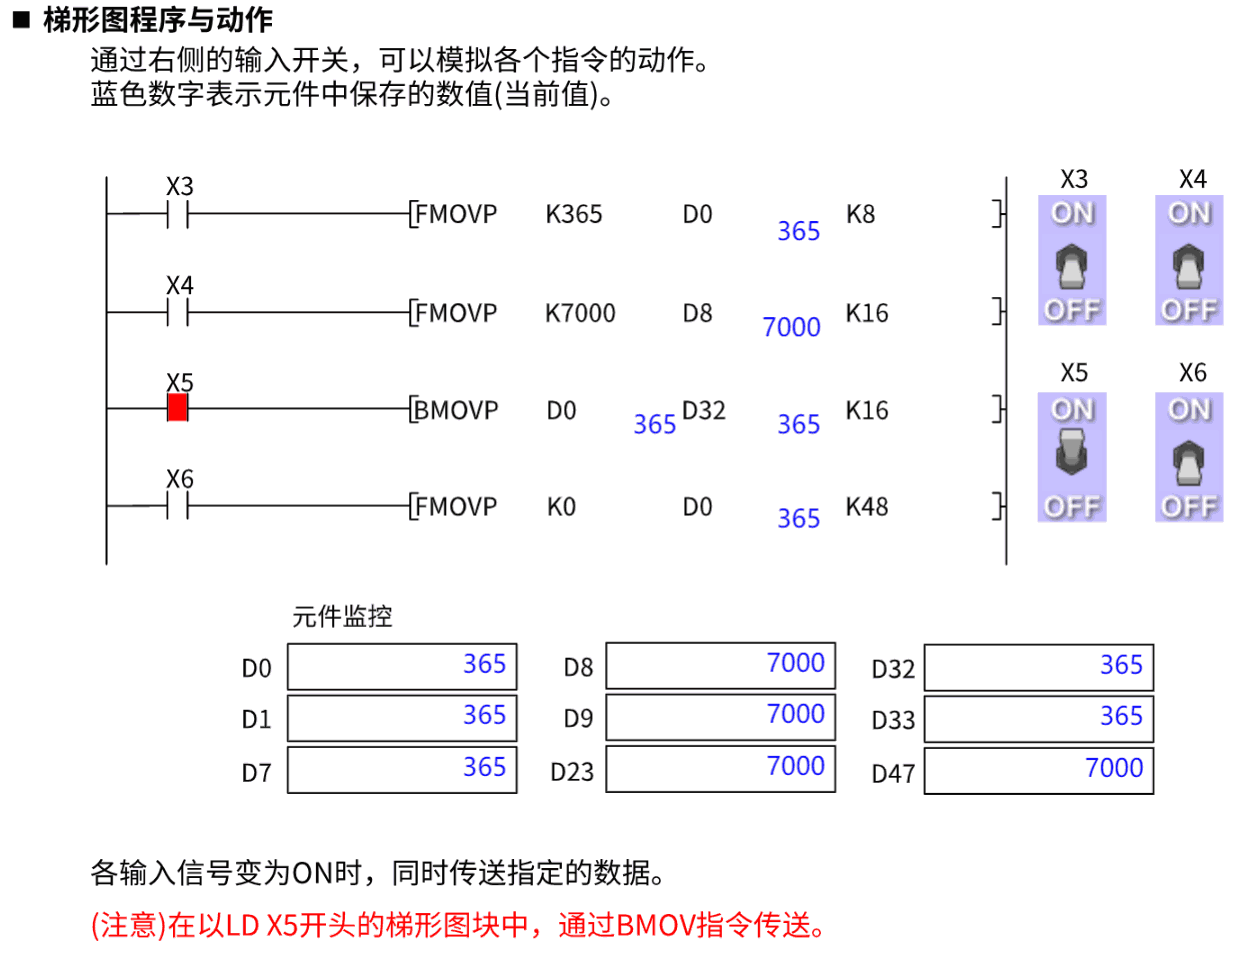 ■ 梯形图程序与动作
通过右侧的输入开关，可以模拟各个指令的动作。
蓝色数字表示元件中保存的数值(当前值)。
X3
[FMOVP K365 D0 365 K8 ]
X4
[FMOVP K7000 D8 7000 K16 ]
X5
[BMOVP D0 365 D32 365 K16 ]
X6
[FMOVP K0 D0 365 K48 ]
X3 X4
ON ON
OFF OFF
X5 X6
ON ON
OFF OFF
元件监控
D0 365 D8 7000 D32 365
D1 365 D9 7000 D33 365
D7 365 D23 7000 D47 7000
各输入信号变为ON时，同时传送指定的数据。
(注意)在以LD X5开头的梯形图块中，通过BMOV指令传送。